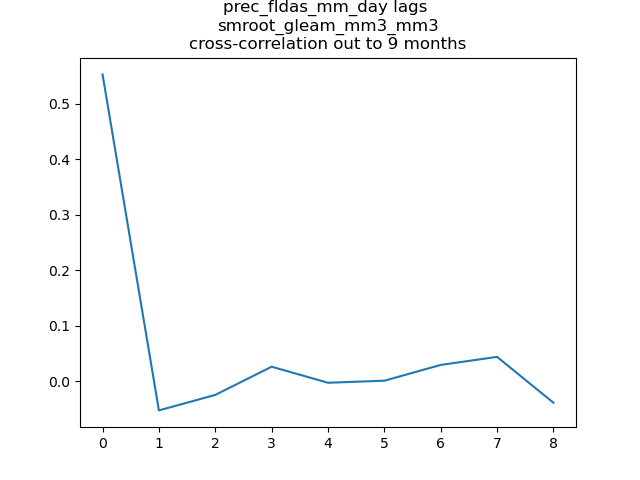 prec_fldas_mm_day lags
smroot_gleam_mm3_mm3
cross-correlation out to 9 months
0.5
0.4
0.3
0.2
0.1
0.0
0 1 2 3 4 5 6 7 8